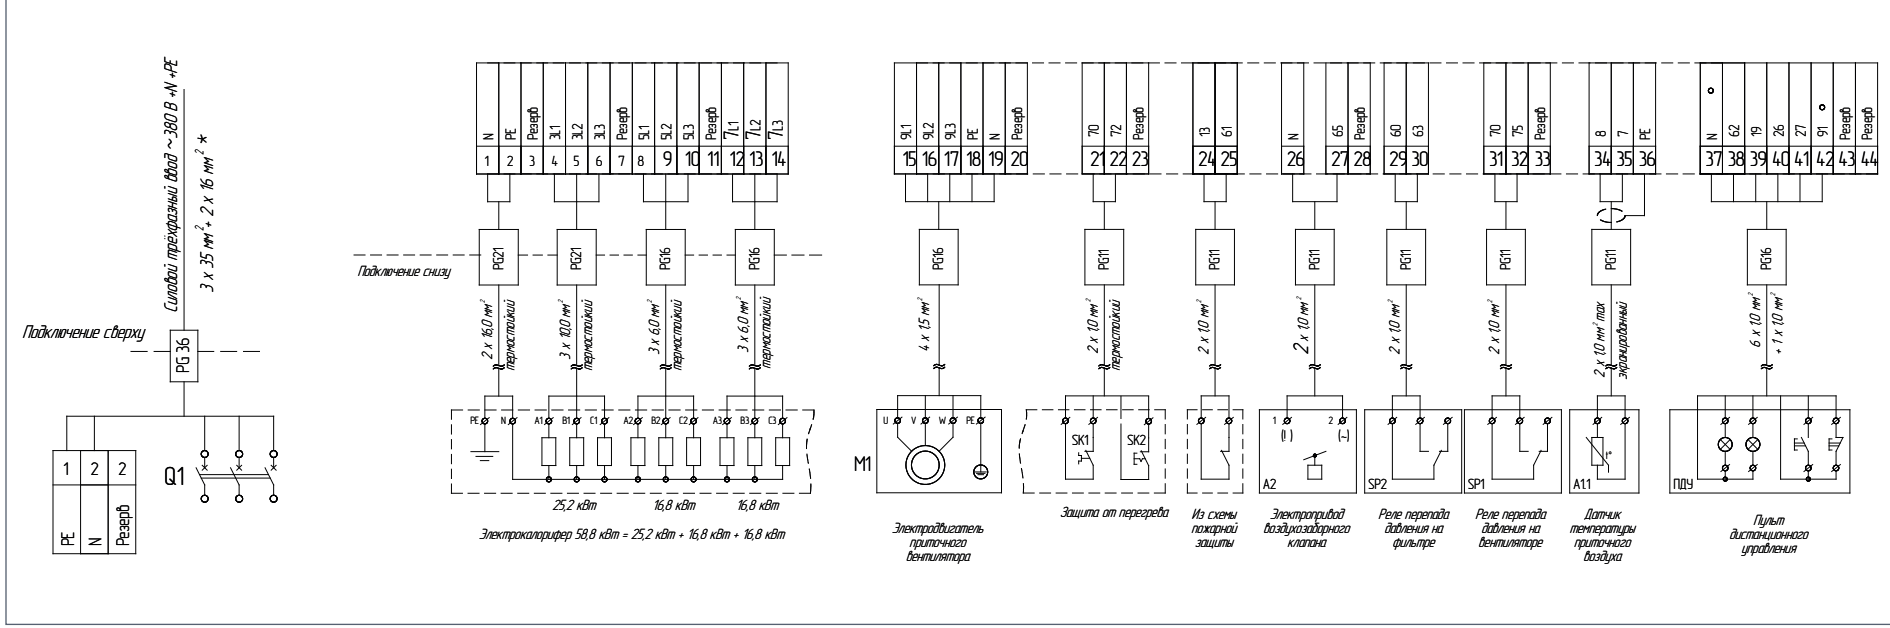 Силовой трёхфазный ввод ~380 В +N +PE
3 x 35 мм² + 2 x 16 мм² *
Подключение сверху
PG 36
1 2 2
PE N Резерв
Q1
N PE Резерв 3L1 3L2 3L3 Резерв 5L1 5L2 5L3 Резерв 7L1 7L2 7L3
1 2 3 4 5 6 7 8 9 10 11 12 13 14
Подключение снизу
PG21 PG21 PG16 PG16
2 x 16,0 мм² термостойкий
3 x 10,0 мм² термостойкий
3 x 6,0 мм² термостойкий
3 x 6,0 мм² термостойкий
PE N A1 B1 C1 A2 B2 C2 A3 B3 C3
25,2 кВт 16,8 кВт 16,8 кВт
Электрокалорифер 58,8 кВт = 25,2 кВт + 16,8 кВт + 16,8 кВт
9L1 9L2 9L3 PE N Резерв
15 16 17 18 19 20
PG16
4 x 1,5 мм²
U V W PE
M1
Электродвигатель
приточного
вентилятора
70 72 Резерв
21 22 23
PG11
2 x 1,0 мм² термостойкий
SK1 SK2
Защита от перегрева
13 61
24 25
PG11
2 x 1,0 мм²
Из схемы
пожарной
защиты
N 65 Резерв
26 27 28
PG11
2 x 1,0 мм²
1 2
(!) (~)
A2
Электропривод
воздухозаборного
клапана
60 63
29 30
PG11
2 x 1,0 мм²
SP2
Реле перепада
давления на
фильтре
70 75 Резерв
31 32 33
PG11
2 x 1,0 мм²
SP1
Реле перепада
давления на
вентиляторе
8 7 PE
34 35 36
PG11
2 x 1,0 мм² max
экранированный
t°
A1.1
Датчик
температуры
приточного
воздуха
N 62 19 26 27 91 Резерв Резерв
37 38 39 40 41 42 43 44
PG16
6 x 1,0 мм²
+ 1 x 1,0 мм²
ПДУ
Пульт
дистанционного
управления